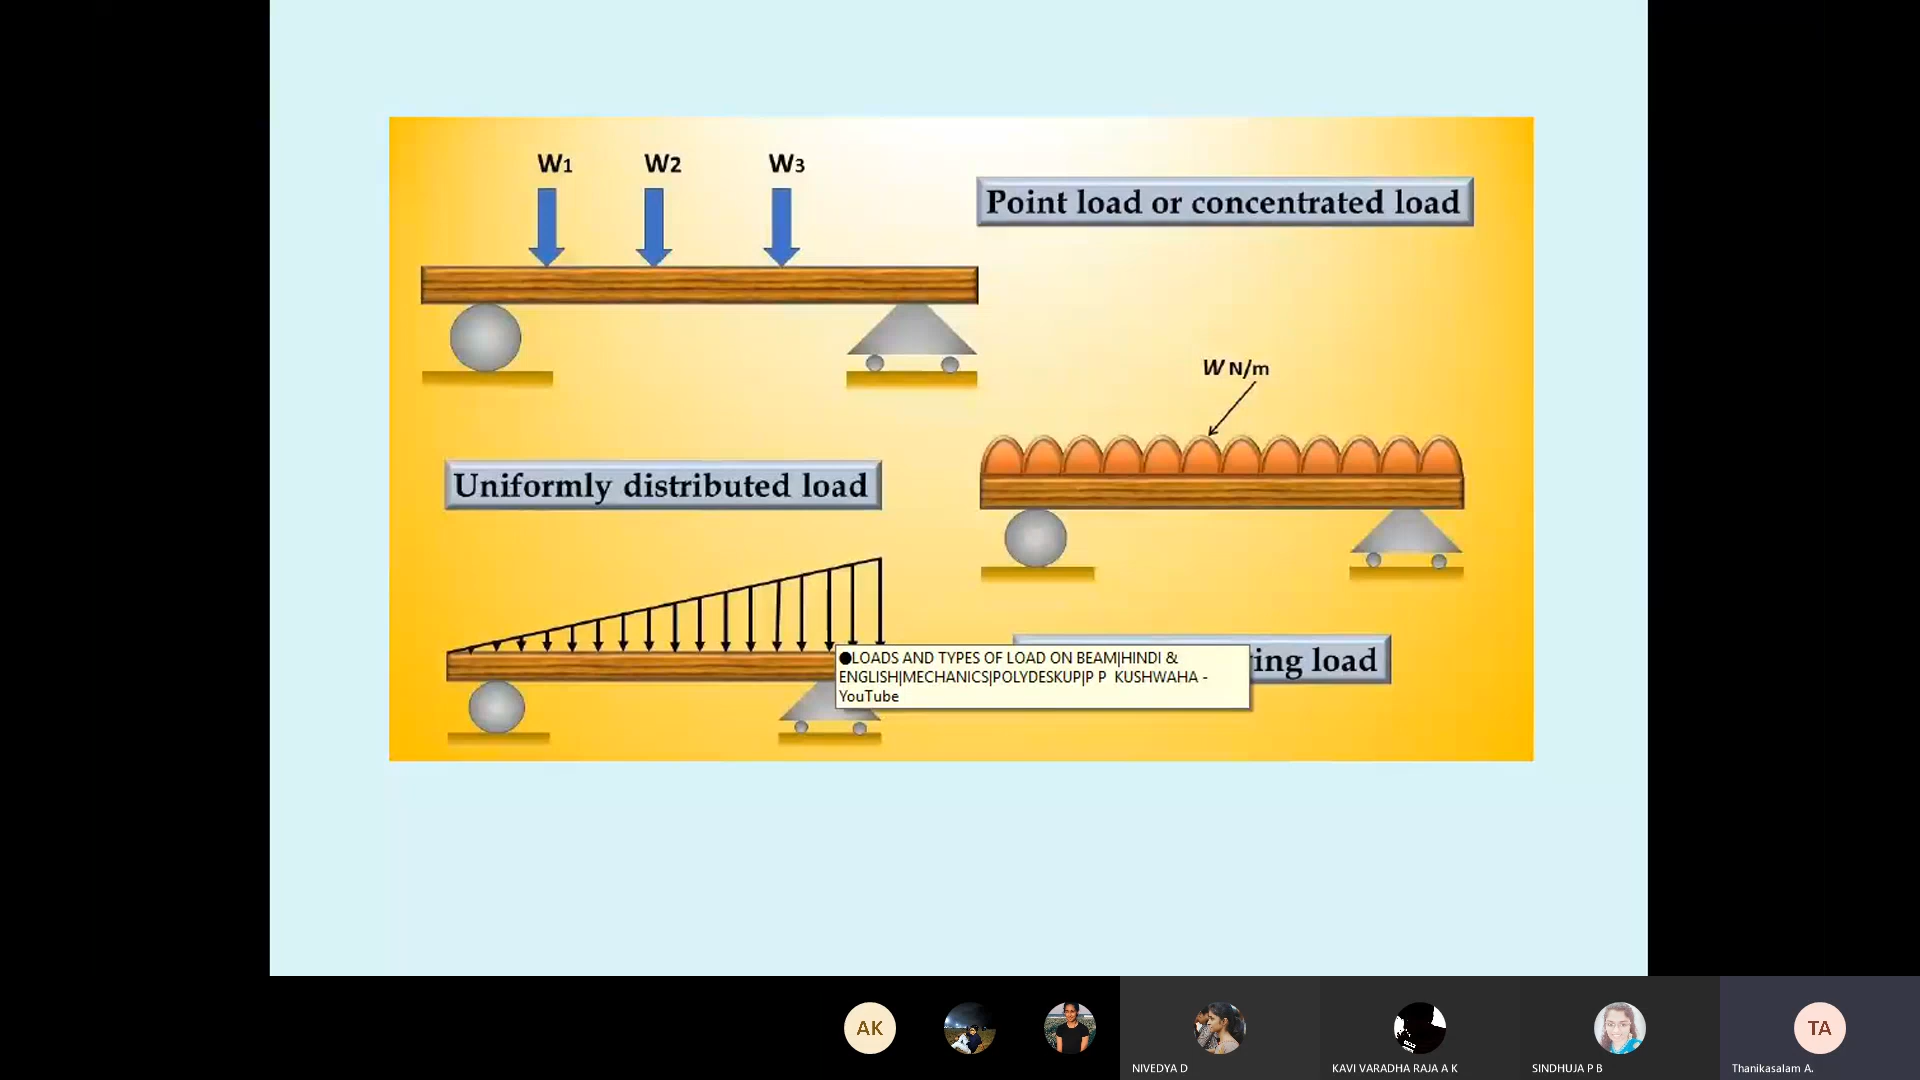 W1 W2 W3
Point load or concentrated load
W N/m
Uniformly distributed load
ing load
●LOADS AND TYPES OF LOAD ON BEAM|HINDI &
ENGLISH|MECHANICS|POLYDESKUP|P P KUSHWAHA -
YouTube
AK
TA
NIVEDYA D
KAVI VARADHA RAJA A K
SINDHUJA P B
Thanikasalam A.